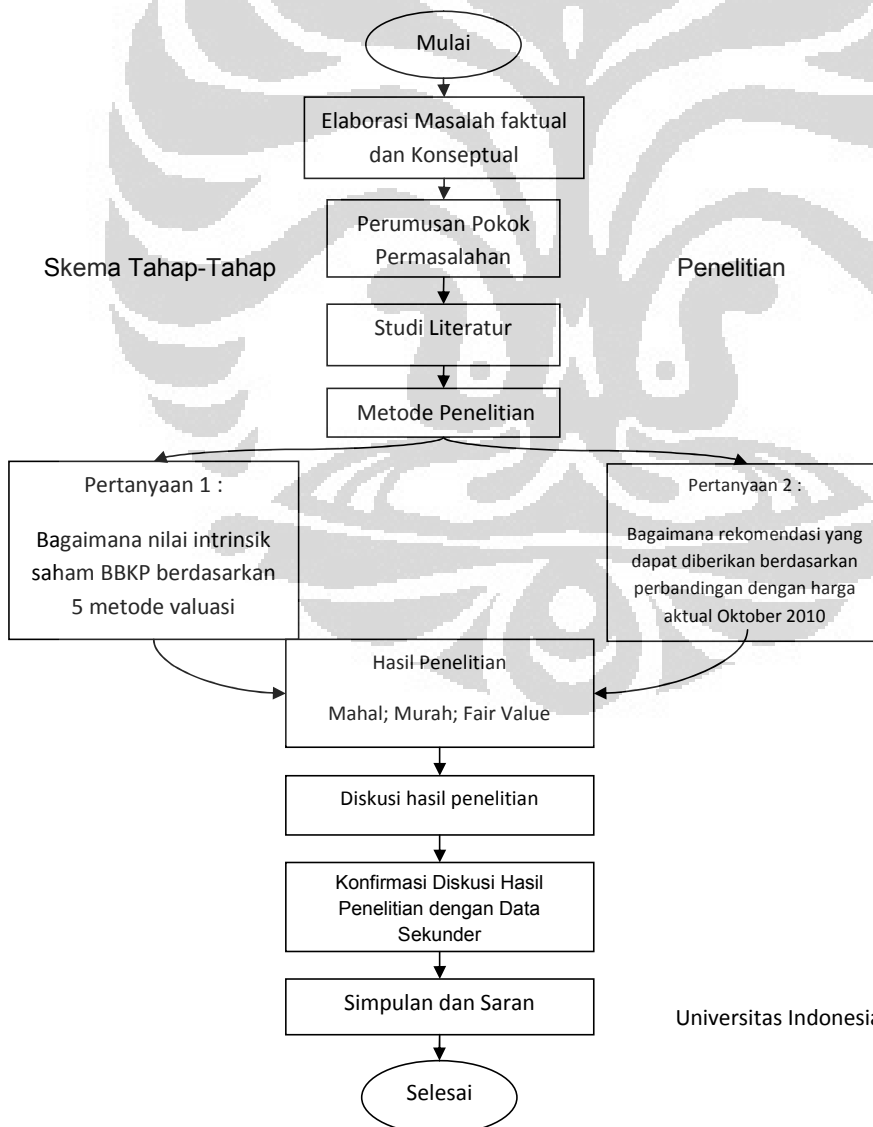 Mulai
Elaborasi Masalah faktual
dan Konseptual
Perumusan Pokok
Permasalahan
Skema Tahap-Tahap
Penelitian
Studi Literatur
Metode Penelitian
Pertanyaan 1 :
Bagaimana nilai intrinsik
saham BBKP berdasarkan
5 metode valuasi
Pertanyaan 2 :
Bagaimana rekomendasi yang
dapat diberikan berdasarkan
perbandingan dengan harga
aktual Oktober 2010
Hasil Penelitian
Mahal; Murah; Fair Value
Diskusi hasil penelitian
Konfirmasi Diskusi Hasil
Penelitian dengan Data
Sekunder
Simpulan dan Saran
Universitas Indonesia
Selesai